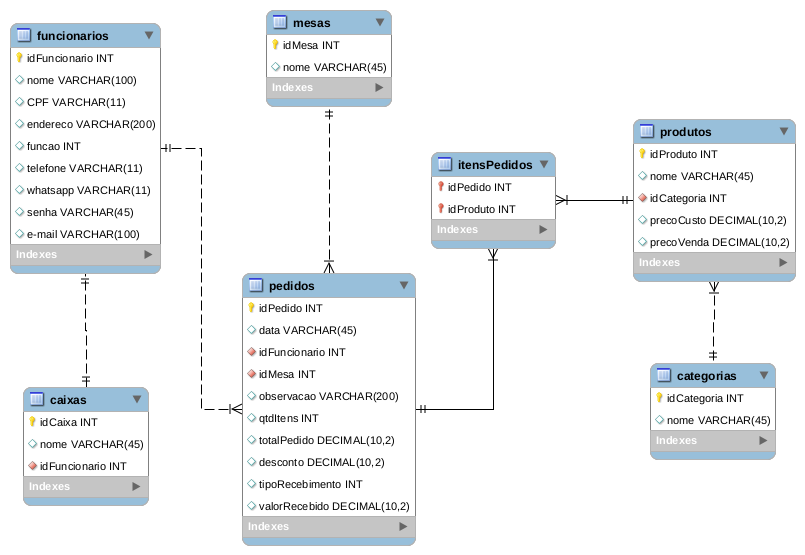 funcionarios
idFuncionario INT
nome VARCHAR(100)
CPF VARCHAR(11)
endereco VARCHAR(200)
funcao INT
telefone VARCHAR(11)
whatsapp VARCHAR(11)
senha VARCHAR(45)
e-mail VARCHAR(100)
Indexes
mesas
idMesa INT
nome VARCHAR(45)
Indexes
itensPedidos
idPedido INT
idProduto INT
Indexes
produtos
idProduto INT
nome VARCHAR(45)
idCategoria INT
precoCusto DECIMAL(10,2)
precoVenda DECIMAL(10,2)
Indexes
pedidos
idPedido INT
data VARCHAR(45)
idFuncionario INT
idMesa INT
observacao VARCHAR(200)
qtdItens INT
totalPedido DECIMAL(10,2)
desconto DECIMAL(10,2)
tipoRecebimento INT
valorRecebido DECIMAL(10,2)
Indexes
caixas
idCaixa INT
nome VARCHAR(45)
idFuncionario INT
Indexes
categorias
idCategoria INT
nome VARCHAR(45)
Indexes